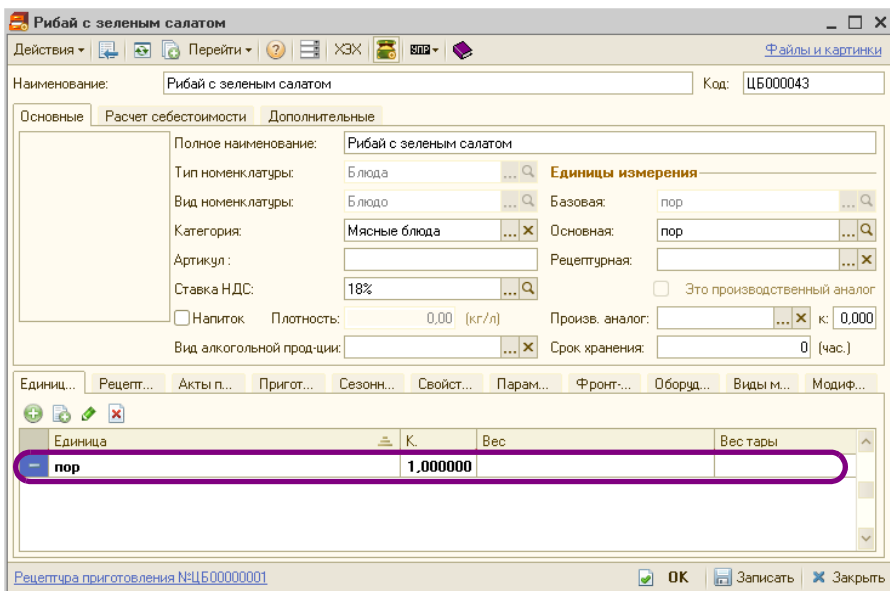 Рибай с зеленым салатом
Действия Перейти ХЭХ УПР Файлы и картинки
Наименование: Рибай с зеленым салатом Код: ЦБ000043
Основные Расчет себестоимости Дополнительные
Полное наименование: Рибай с зеленым салатом
Тип номенклатуры: Блюда ... Единицы измерения
Вид номенклатуры: Блюдо ... Базовая: пор ...
Категория: Мясные блюда ... Основная: пор ...
Артикул : Рецептурная: ...
Ставка НДС: 18% ... Это производственный аналог
Напиток Плотность: 0,00 (кг/л) Произв. аналог: ... к: 0,000
Вид алкогольной прод-ции: ... Срок хранения: 0 (час.)
Единиц... Рецепт... Акты п... Пригот... Сезонн... Свойст... Парам... Фронт-... Оборуд... Виды м... Модиф...
Единица К. Вес Вес тары
пор 1,000000
Рецептура приготовления №ЦБ00000001 OK Записать Закрыть